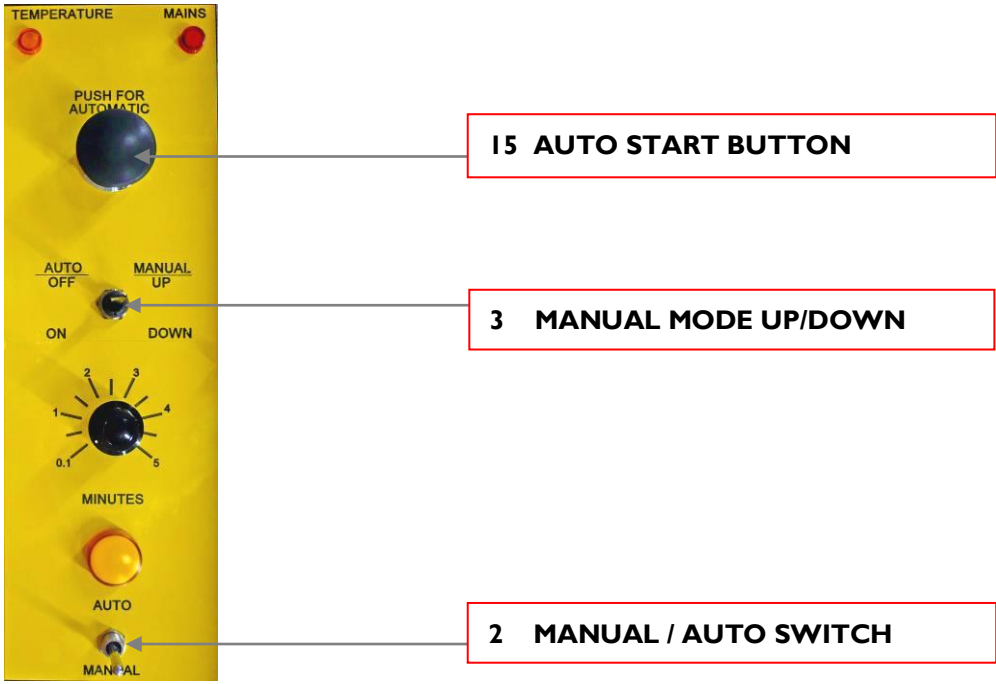 TEMPERATURE MAINS
PUSH FOR
AUTOMATIC
15 AUTO START BUTTON
AUTO MANUAL
OFF UP
3 MANUAL MODE UP/DOWN
ON DOWN
2 3
1 4
0.1 5
MINUTES
AUTO
2 MANUAL / AUTO SWITCH
MANUAL